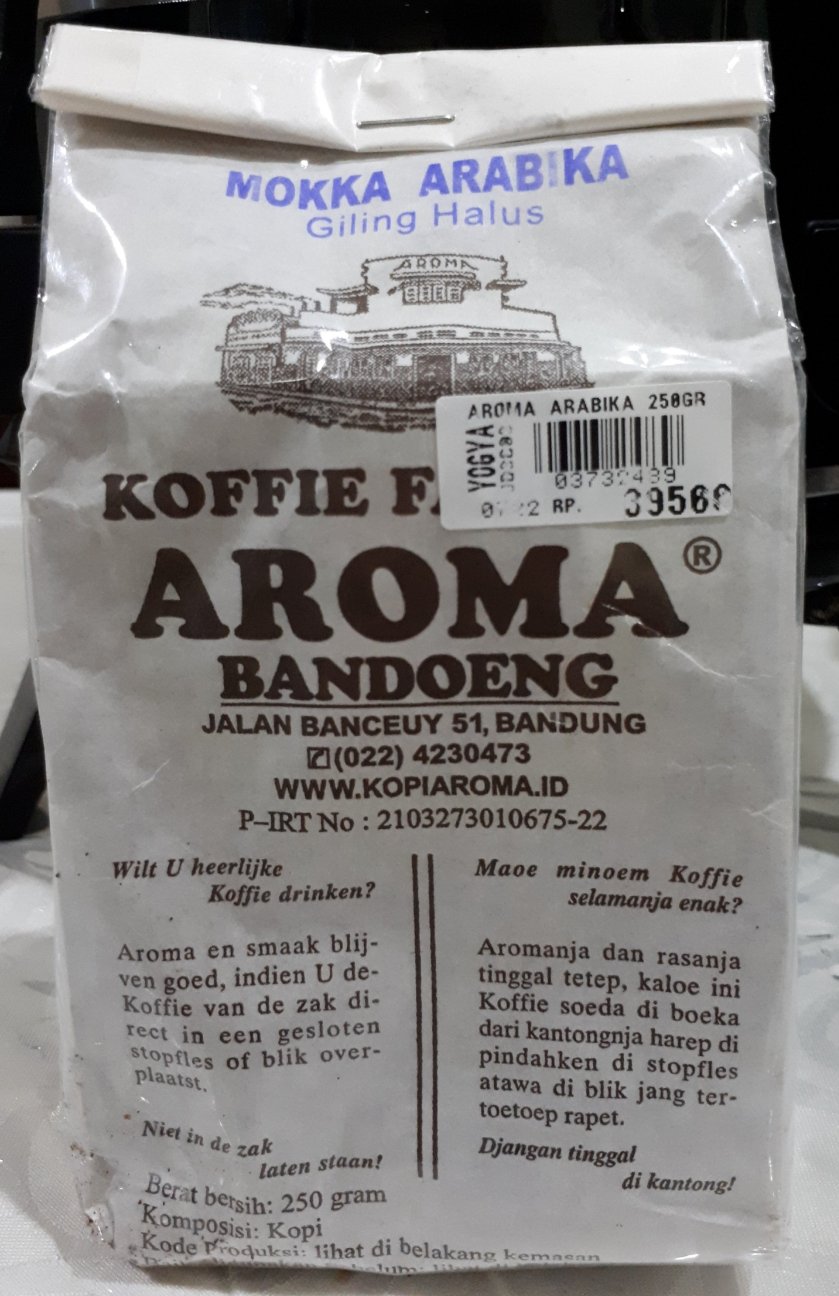 MOKKA ARABIKA
Giling Halus
AROMA
AROMA ARABIKA 250GR
YOGYA
RP.
KOFFIE
AROMA®
BANDOENG
JALAN BANCEUY 51, BANDUNG
(022) 4230473
WWW.KOPIAROMA.ID
P–IRT No : 2103273010675-22
Wilt U heerlijke
Koffie drinken?
Aroma en smaak blij-
ven goed, indien U de-
Koffie van de zak di-
rect in een gesloten
stopfles of blik over-
plaatst.
Niet in de zak
laten staan!
Maoe minoem Koffie
selamanja enak?
Aromanja dan rasanja
tinggal tetep, kaloe ini
Koffie soeda di boeka
dari kantongnja harep di
pindahken di stopfles
atawa di blik jang ter-
toetoep rapet.
Djangan tinggal
di kantong!
Berat bersih: 250 gram
Komposisi: Kopi
Kode Produksi: lihat di belakang kemasan